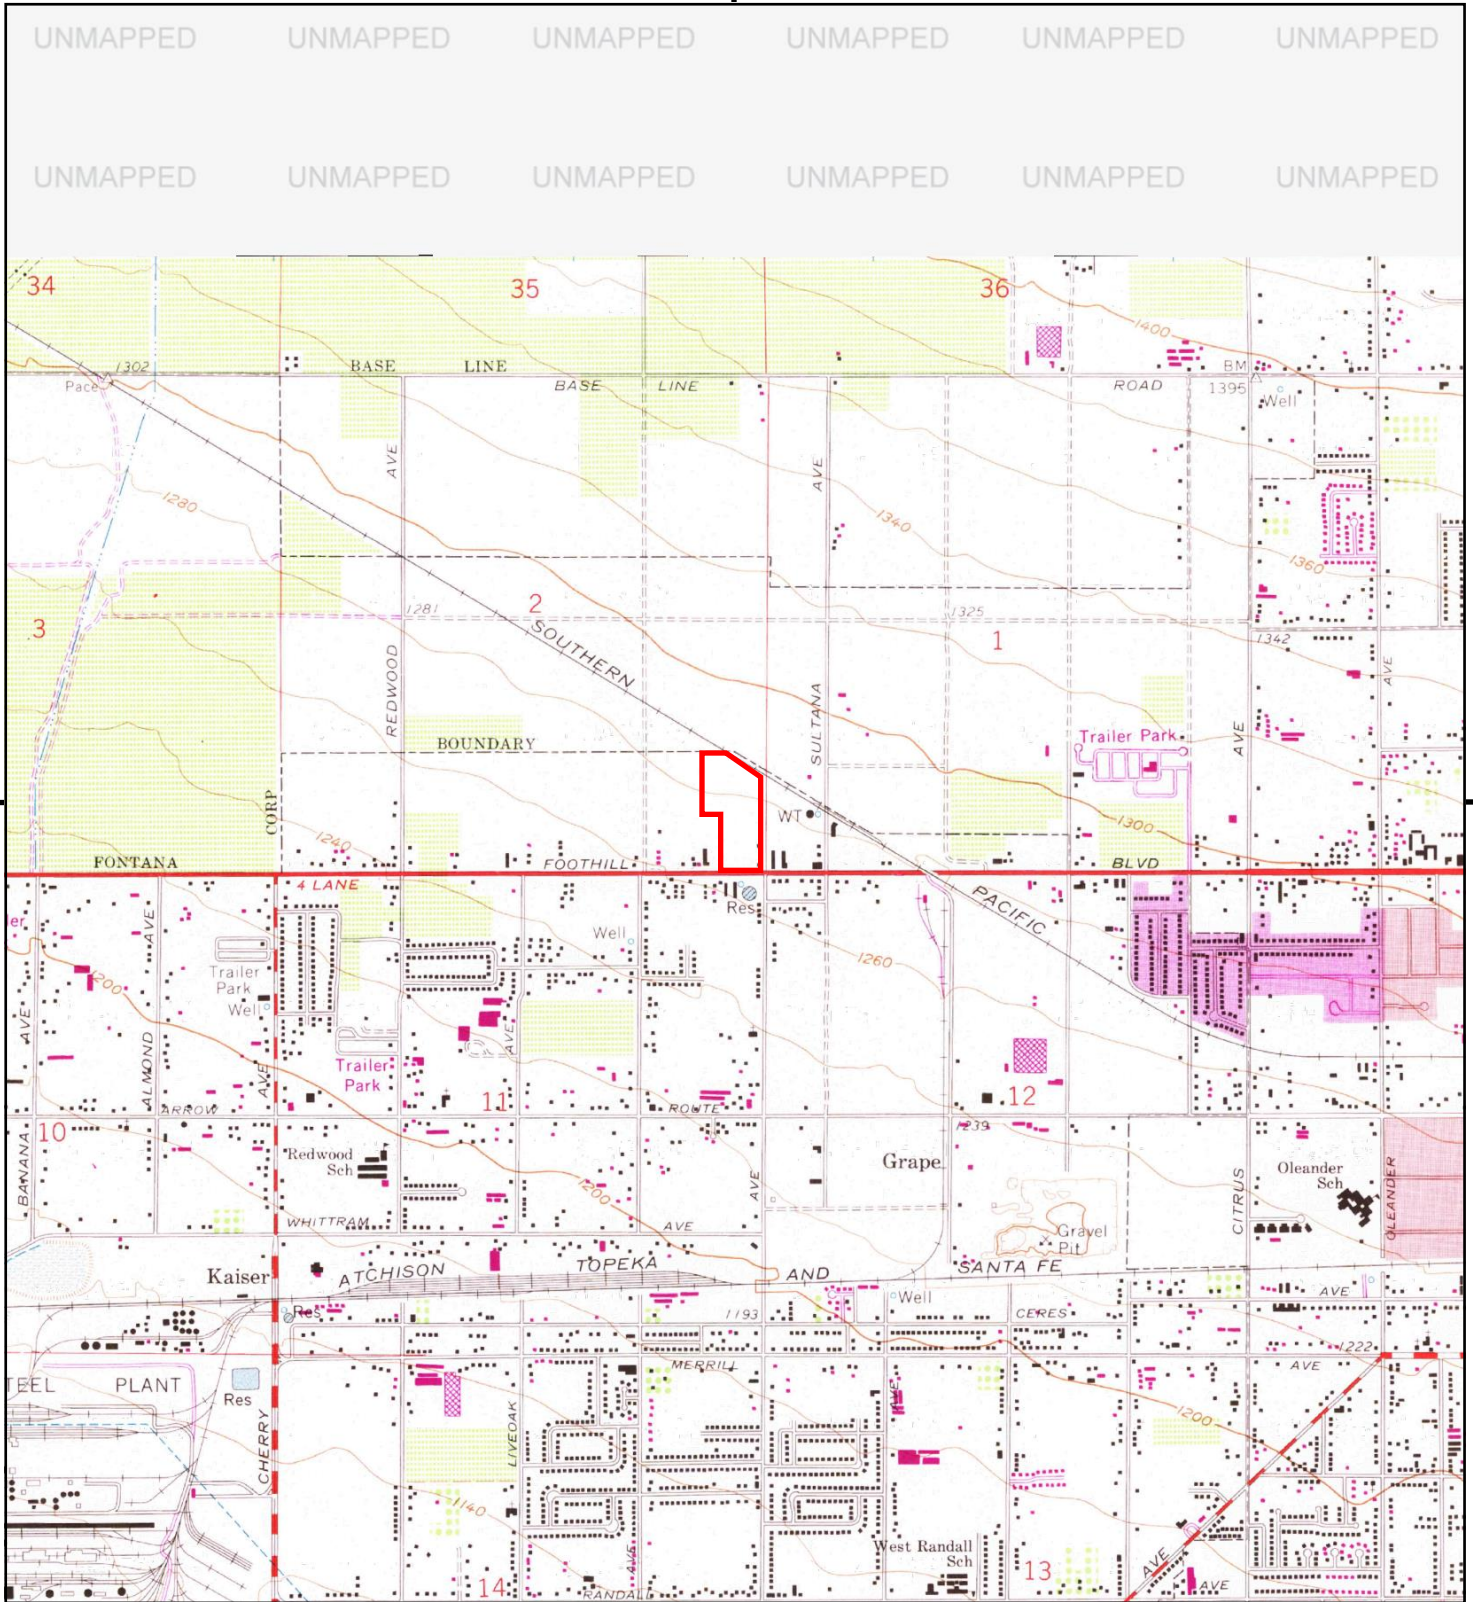 UNMAPPED UNMAPPED UNMAPPED UNMAPPED UNMAPPED UNMAPPED
UNMAPPED UNMAPPED UNMAPPED UNMAPPED UNMAPPED UNMAPPED
34 35 36
1400
1302 BASE LINE BM
Pace BASE LINE ROAD 1395
Well
AVE AVE
1280
1340
1360
1281 2 1325
3 SOUTHERN 1 1342
REDWOOD SULTANA AVE
BOUNDARY Trailer Park AVE
CORP
WT 1300
1240
FONTANA FOOTHILL BLVD
4 LANE PACIFIC
Res
AVE Well
1260
Trailer
Park
1200 Well
AVE AVE
ALMOND AVE
Trailer
Park
ARROW 11 ROUTE 12
10 1239
Redwood
Sch
Grape
Oleander
Sch
BANANA AVE CITRUS OLEANDER
1200
WHITTRAM AVE
Gravel
Pit
Kaiser ATCHISON TOPEKA AND SANTA FE
Well AVE
Res 1193 CERES
1222
MERRILL AVE
TEEL PLANT
Res
AVE
1200
CHERRY LIVEOAK
1140
West Randall
Sch
AVE AVE
14 RANDALL 13 AVE